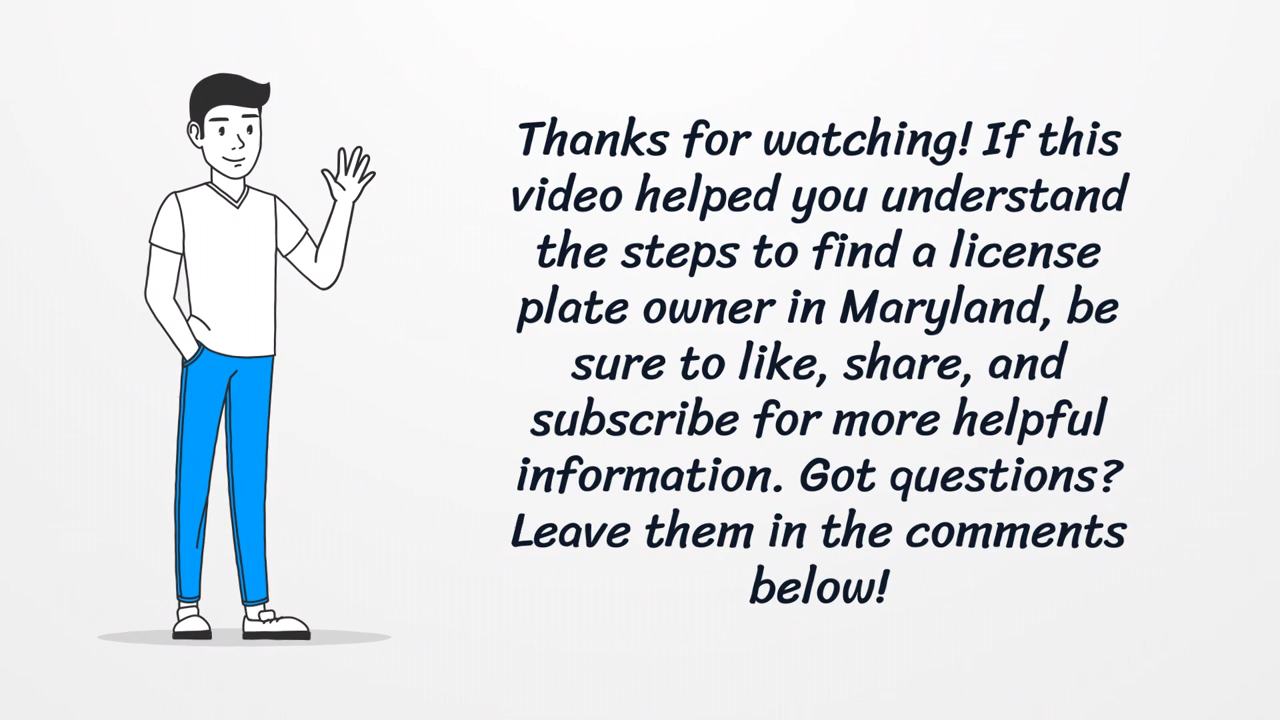 Thanks for watching! If this
video helped you understand
the steps to find a license
plate owner in Maryland, be
sure to like, share, and
subscribe for more helpful
information. Got questions?
Leave them in the comments
below!